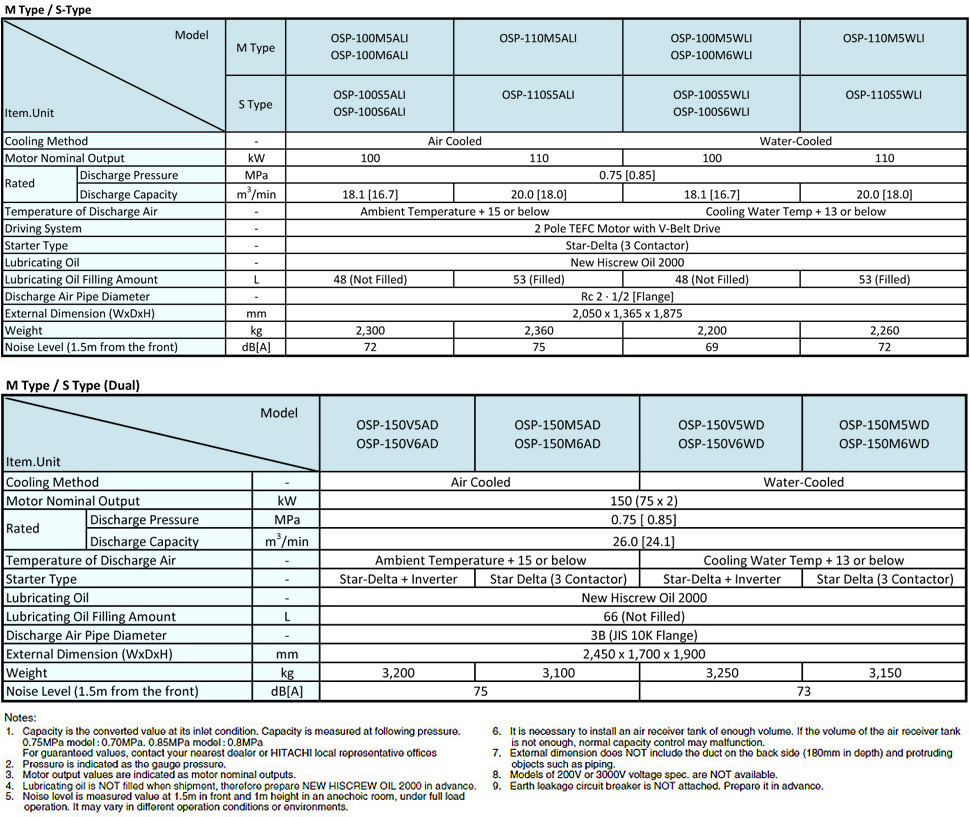 M Type / S-Type
Model
Item.Unit
M Type
OSP-100M5ALI
OSP-100M6ALI
OSP-110M5ALI
OSP-100M5WLI
OSP-100M6WLI
OSP-110M5WLI
S Type
OSP-100S5ALI
OSP-100S6ALI
OSP-110S5ALI
OSP-100S5WLI
OSP-100S6WLI
OSP-110S5WLI
Cooling Method - Air Cooled Water-Cooled
Motor Nominal Output kW 100 110 100 110
Rated
Discharge Pressure MPa 0.75 [0.85]
Discharge Capacity m³/min 18.1 [16.7] 20.0 [18.0] 18.1 [16.7] 20.0 [18.0]
Temperature of Discharge Air - Ambient Temperature + 15 or below Cooling Water Temp + 13 or below
Driving System - 2 Pole TEFC Motor with V-Belt Drive
Starter Type - Star-Delta (3 Contactor)
Lubricating Oil - New Hiscrew Oil 2000
Lubricating Oil Filling Amount L 48 (Not Filled) 53 (Filled) 48 (Not Filled) 53 (Filled)
Discharge Air Pipe Diameter - Rc 2 · 1/2 [Flange]
External Dimension (WxDxH) mm 2,050 x 1,365 x 1,875
Weight kg 2,300 2,360 2,200 2,260
Noise Level (1.5m from the front) dB[A] 72 75 69 72
M Type / S Type (Dual)
Model
Item.Unit
OSP-150V5AD
OSP-150V6AD
OSP-150M5AD
OSP-150M6AD
OSP-150V5WD
OSP-150V6WD
OSP-150M5WD
OSP-150M6WD
Cooling Method - Air Cooled Water-Cooled
Motor Nominal Output kW 150 (75 x 2)
Rated
Discharge Pressure MPa 0.75 [ 0.85]
Discharge Capacity m³/min 26.0 [24.1]
Temperature of Discharge Air - Ambient Temperature + 15 or below Cooling Water Temp + 13 or below
Starter Type - Star-Delta + Inverter Star Delta (3 Contactor) Star-Delta + Inverter Star Delta (3 Contactor)
Lubricating Oil - New Hiscrew Oil 2000
Lubricating Oil Filling Amount L 66 (Not Filled)
Discharge Air Pipe Diameter - 3B (JIS 10K Flange)
External Dimension (WxDxH) mm 2,450 x 1,700 x 1,900
Weight kg 3,200 3,100 3,250 3,150
Noise Level (1.5m from the front) dB[A] 75 73
Notes:
1. Capacity is the converted value at its inlet condition. Capacity is measured at following pressure.
0.75MPa model : 0.70MPa. 0.85MPa model : 0.8MPa
For guaranteed values, contact your nearest dealer or HITACHI local representative offices
2. Pressure is indicated as the gauge pressure.
3. Motor output values are indicated as motor nominal outputs.
4. Lubricating oil is NOT filled when shipment, therefore prepare NEW HISCREW OIL 2000 in advance.
5. Noise level is measured value at 1.5m in front and 1m height in an anechoic room, under full load
operation. It may vary in different operation conditions or environments.
6. It is necessary to install an air receiver tank of enough volume. If the volume of the air receiver tank
is not enough, normal capacity control may malfunction.
7. External dimension does NOT include the duct on the back side (180mm in depth) and protruding
objects such as piping.
8. Models of 200V or 3000V voltage spec. are NOT available.
9. Earth leakage circuit breaker is NOT attached. Prepare it in advance.